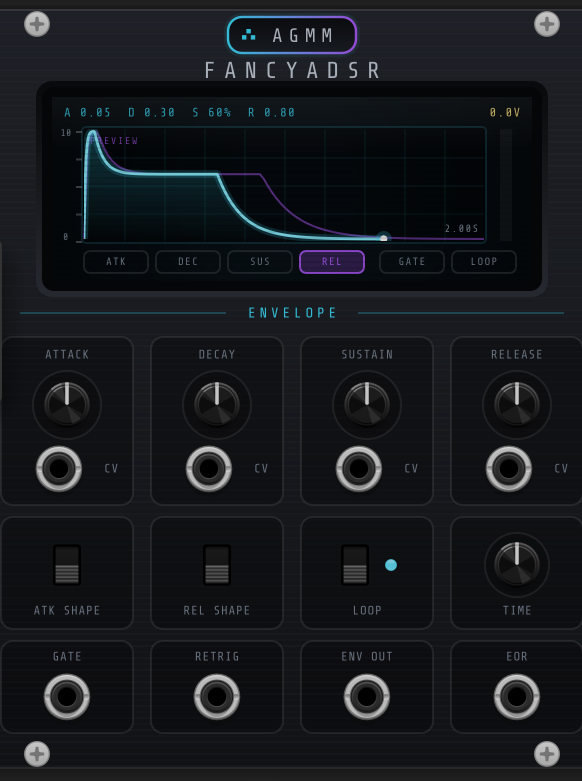 AGMM
FANCYADSR
A 0.05 D 0.30 S 60% R 0.80 0.0V
10
0
2.00S
ATK DEC SUS REL GATE LOOP
ENVELOPE
ATTACK DECAY SUSTAIN RELEASE
CV CV CV CV
ATK SHAPE REL SHAPE LOOP TIME
GATE RETRIG ENV OUT EOR